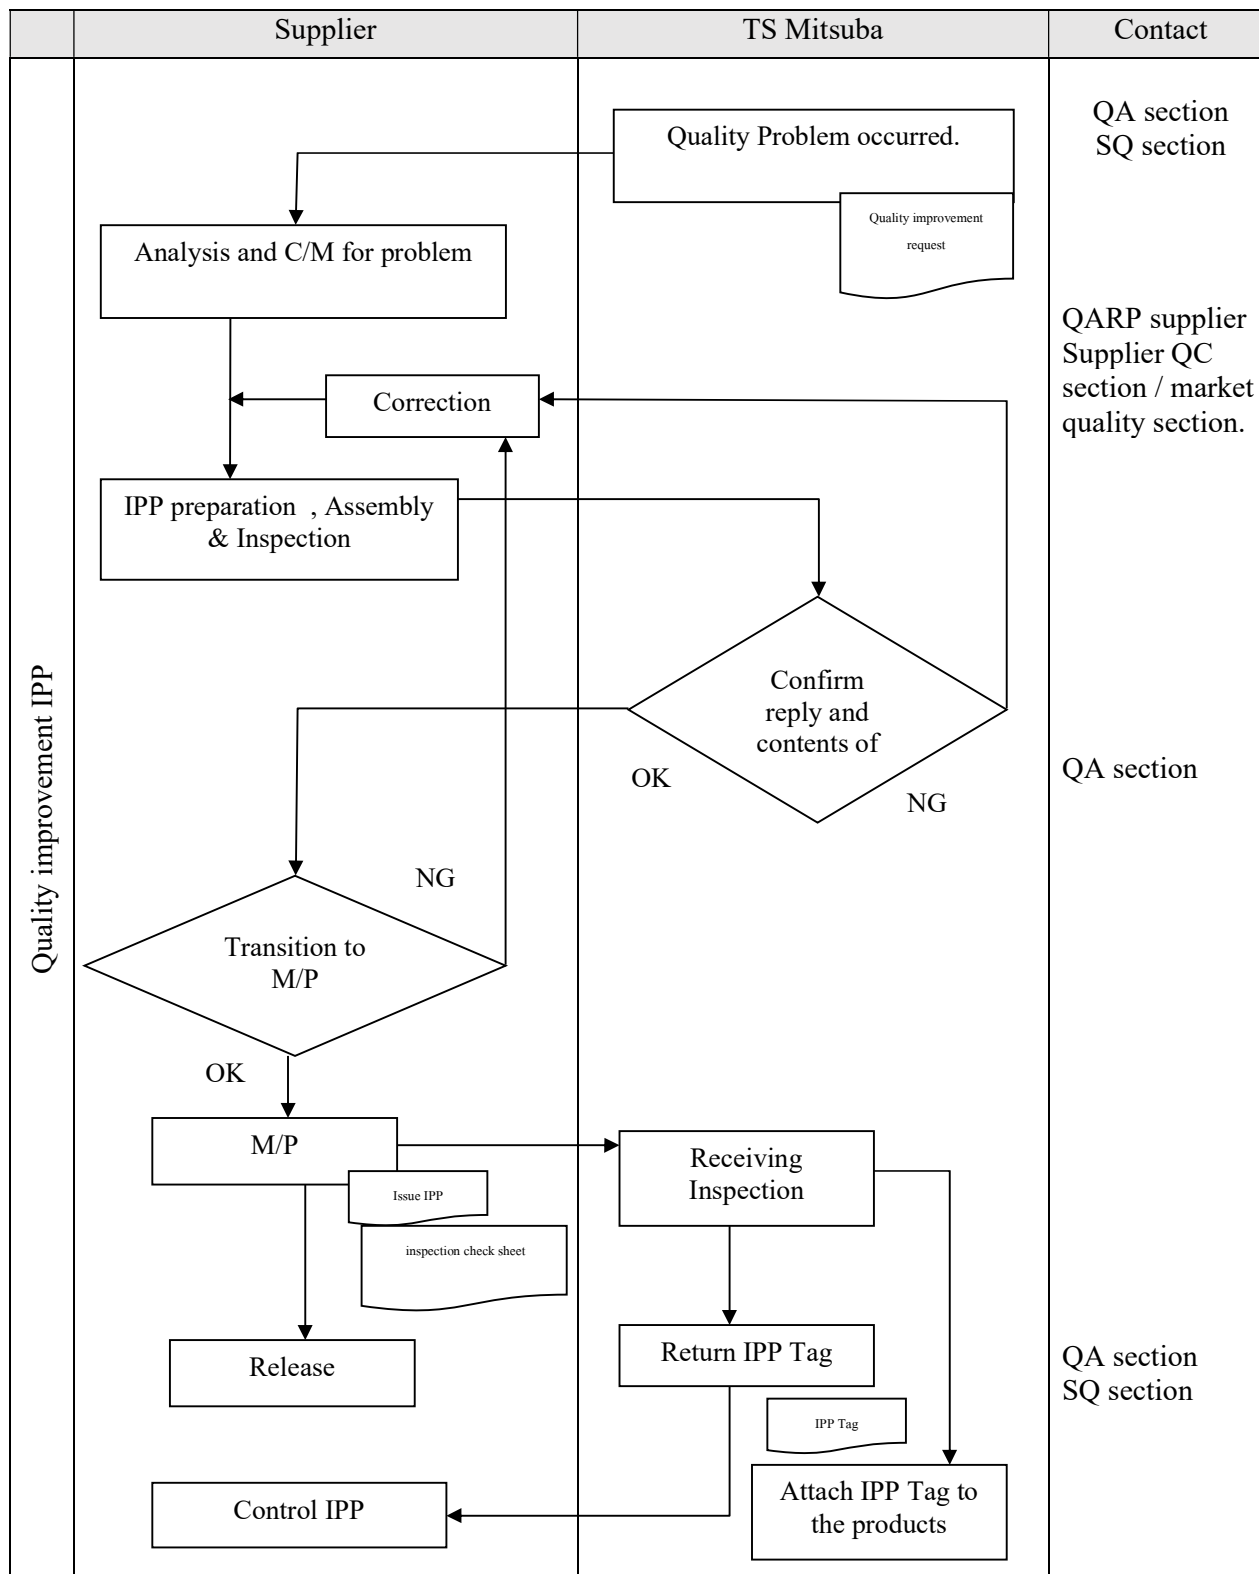 Supplier
TS Mitsuba
Contact
Quality improvement IPP
Quality Problem occurred.
QA section
SQ section
Quality improvement
request
Analysis and C/M for problem
QARP supplier
Supplier QC
section / market
quality section.
Correction
IPP preparation , Assembly
& Inspection
Confirm
reply and
contents of
OK
NG
QA section
NG
Transition to
M/P
OK
M/P
Receiving
Inspection
Issue IPP
inspection check sheet
Release
Return IPP Tag
QA section
SQ section
IPP Tag
Control IPP
Attach IPP Tag to
the products